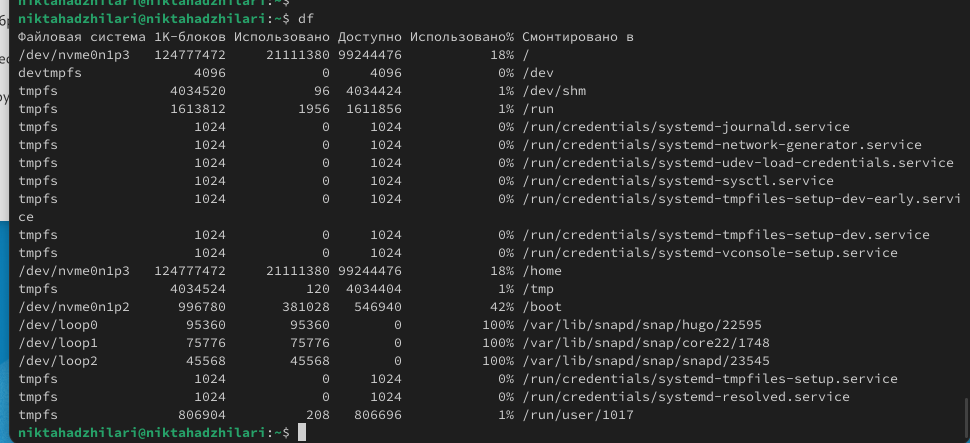 niktahadzhilari@niktahadzhilari:~$
niktahadzhilari@niktahadzhilari:~$ df
Файловая система 1K-блоков Использовано Доступно Использовано% Смонтировано в
/dev/nvme0n1p3 124777472 21111380 99244476 18% /
devtmpfs 4096 0 4096 0% /dev
tmpfs 4034520 96 4034424 1% /dev/shm
tmpfs 1613812 1956 1611856 1% /run
tmpfs 1024 0 1024 0% /run/credentials/systemd-journald.service
tmpfs 1024 0 1024 0% /run/credentials/systemd-network-generator.service
tmpfs 1024 0 1024 0% /run/credentials/systemd-udev-load-credentials.service
tmpfs 1024 0 1024 0% /run/credentials/systemd-sysctl.service
tmpfs 1024 0 1024 0% /run/credentials/systemd-tmpfiles-setup-dev-early.servi
ce
tmpfs 1024 0 1024 0% /run/credentials/systemd-tmpfiles-setup-dev.service
tmpfs 1024 0 1024 0% /run/credentials/systemd-vconsole-setup.service
/dev/nvme0n1p3 124777472 21111380 99244476 18% /home
tmpfs 4034524 120 4034404 1% /tmp
/dev/nvme0n1p2 996780 381028 546940 42% /boot
/dev/loop0 95360 95360 0 100% /var/lib/snapd/snap/hugo/22595
/dev/loop1 75776 75776 0 100% /var/lib/snapd/snap/core22/1748
/dev/loop2 45568 45568 0 100% /var/lib/snapd/snap/snapd/23545
tmpfs 1024 0 1024 0% /run/credentials/systemd-tmpfiles-setup.service
tmpfs 1024 0 1024 0% /run/credentials/systemd-resolved.service
tmpfs 806904 208 806696 1% /run/user/1017
niktahadzhilari@niktahadzhilari:~$